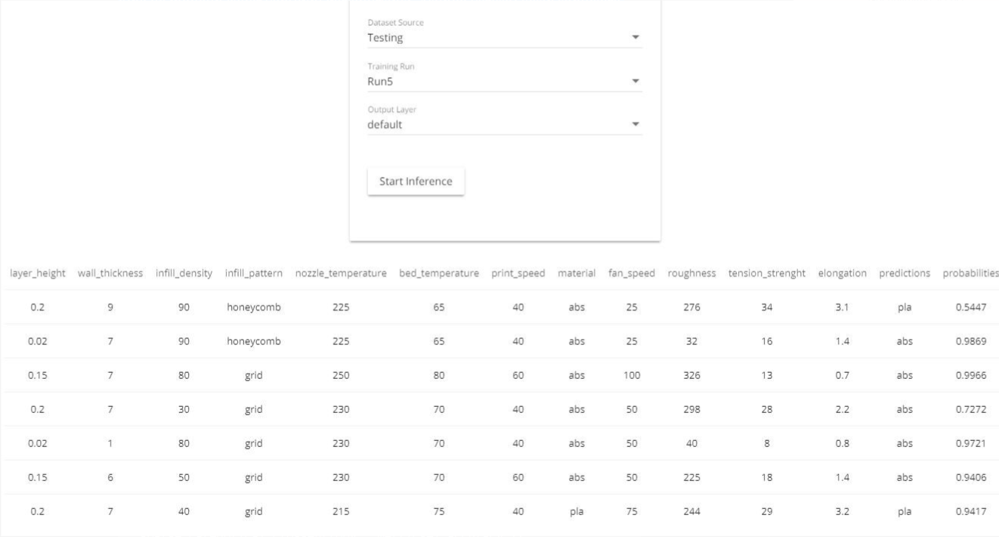 Dataset Source
Testing
Training Run
Run5
Output Layer
default
Start Inference
layer_height wall_thickness infill_density infill_pattern nozzle_temperature bed_temperature print_speed material fan_speed roughness tension_strenght elongation predictions probabilities
0.2 9 90 honeycomb 225 65 40 abs 25 276 34 3.1 pla 0.5447
0.02 7 90 honeycomb 225 65 40 abs 25 32 16 1.4 abs 0.9869
0.15 7 80 grid 250 80 60 abs 100 326 13 0.7 abs 0.9966
0.2 7 30 grid 230 70 40 abs 50 298 28 2.2 abs 0.7272
0.02 1 80 grid 230 70 40 abs 50 40 8 0.8 abs 0.9721
0.15 6 50 grid 230 70 60 abs 50 225 18 1.4 abs 0.9406
0.2 7 40 grid 215 75 40 pla 75 244 29 3.2 pla 0.9417